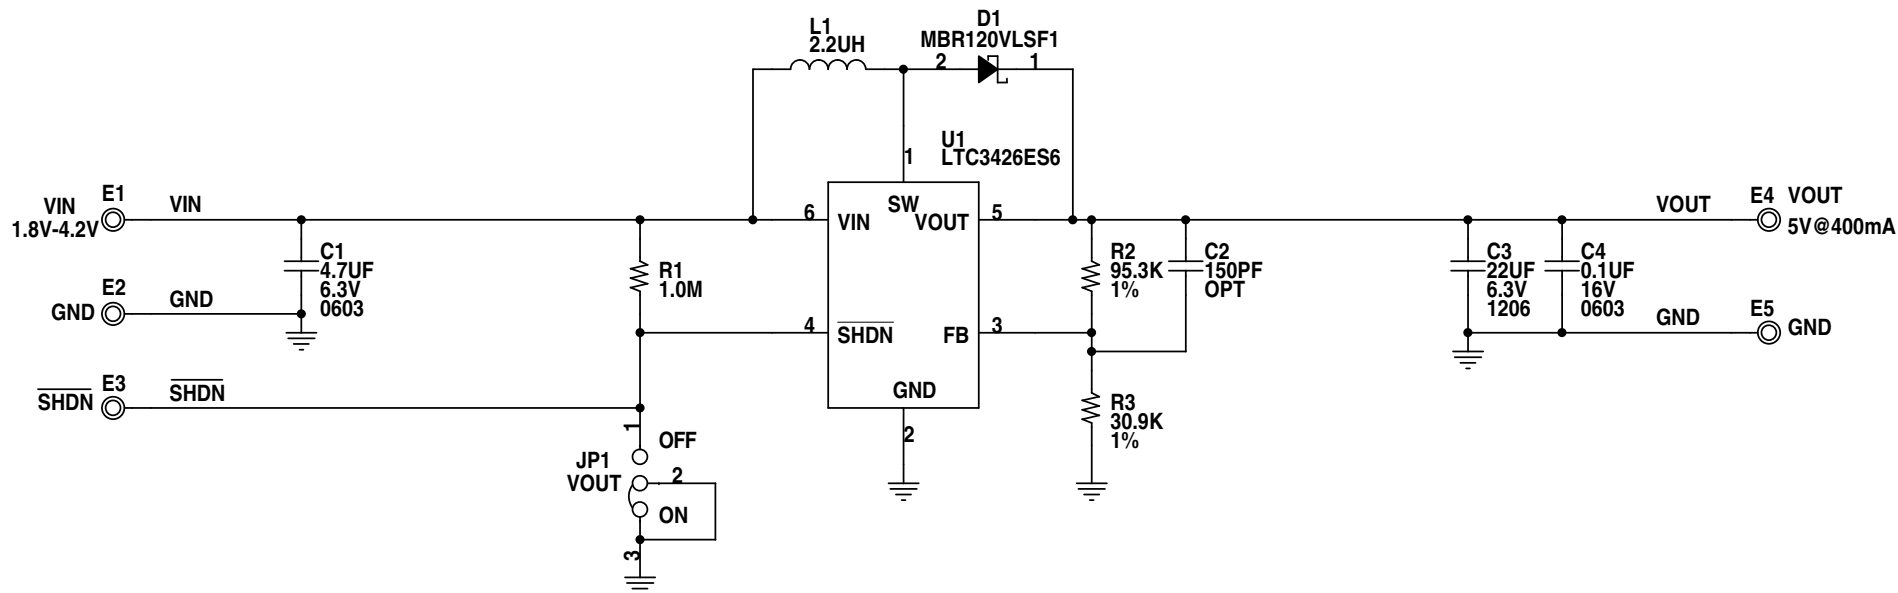 L1
2.2UH
D1
MBR120VLSF1
2
1
U1
LTC3426ES6
1
VIN
1.8V-4.2V
E1
VIN
6
VIN
SW
VOUT
5
VOUT
E4
VOUT
5V@400mA
C1
4.7UF
6.3V
0603
R1
1.0M
R2
95.3K
1%
C2
150PF
OPT
C3
22UF
6.3V
1206
C4
0.1UF
16V
0603
GND
E2
GND
4
SHDN
FB
3
GND
E5
GND
SHDN
E3
SHDN
GND
2
R3
30.9K
1%
1
OFF
JP1
VOUT
2
ON
3